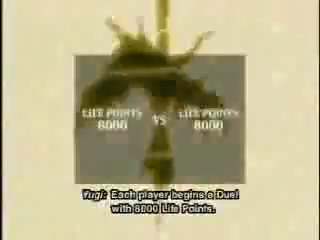 LIFE POINTS
8000
VS
LIFE POINTS
8000
Yugi: Each player begins a Duel
with 8000 Life Points.